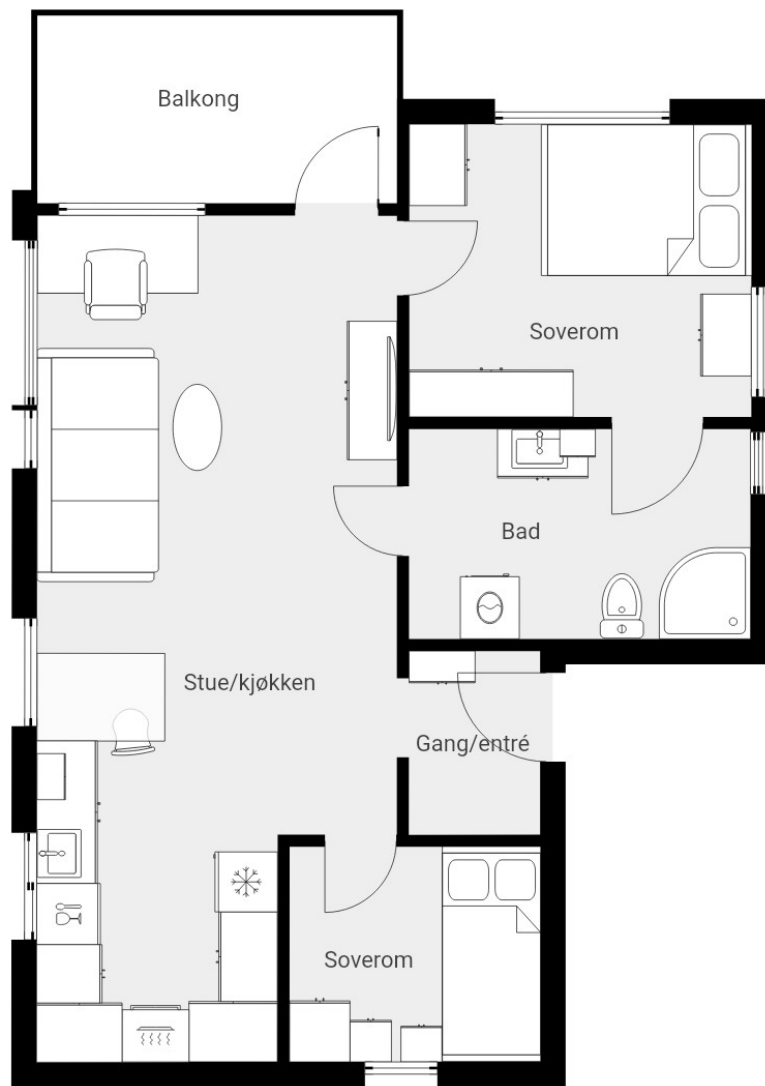 Balkong
Soverom
Bad
Stue/kjøkken
Gang/entré
Soverom